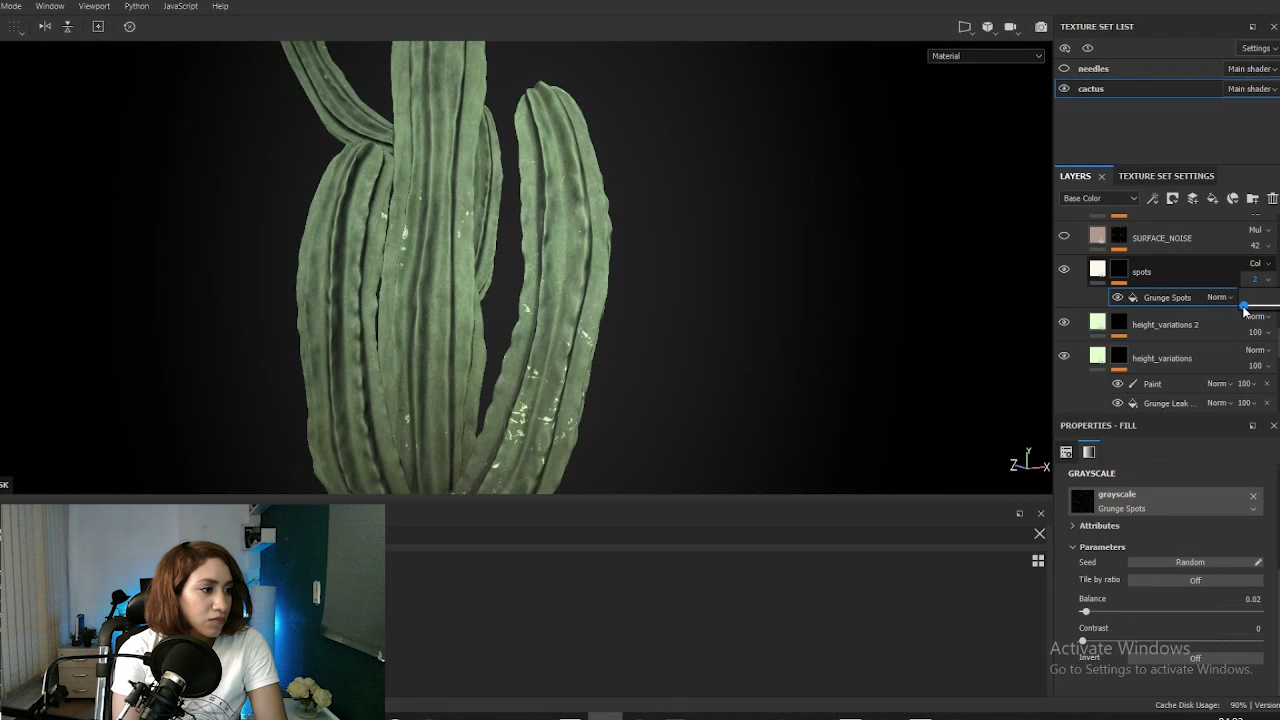 Mode Window Viewport Python JavaScript Help
Material
TEXTURE SET LIST
Settings
needles Main shader
cactus Main shader
LAYERS TEXTURE SET SETTINGS
Base Color
SURFACE_NOISE Mul
42
spots Col
2
Grunge Spots Norm
height_variations 2 Norm
100
height_variations Norm
100
Paint Norm 100
Grunge Leak ... Norm 100
Y
Z X
SK
PROPERTIES - FILL
GRAYSCALE
grayscale
Grunge Spots
Attributes
Parameters
Seed Random
Tile by ratio Off
Balance 0.02
Contrast 0
Invert Off
Activate Windows
Go to Settings to activate Windows.
Cache Disk Usage: 90% | Version